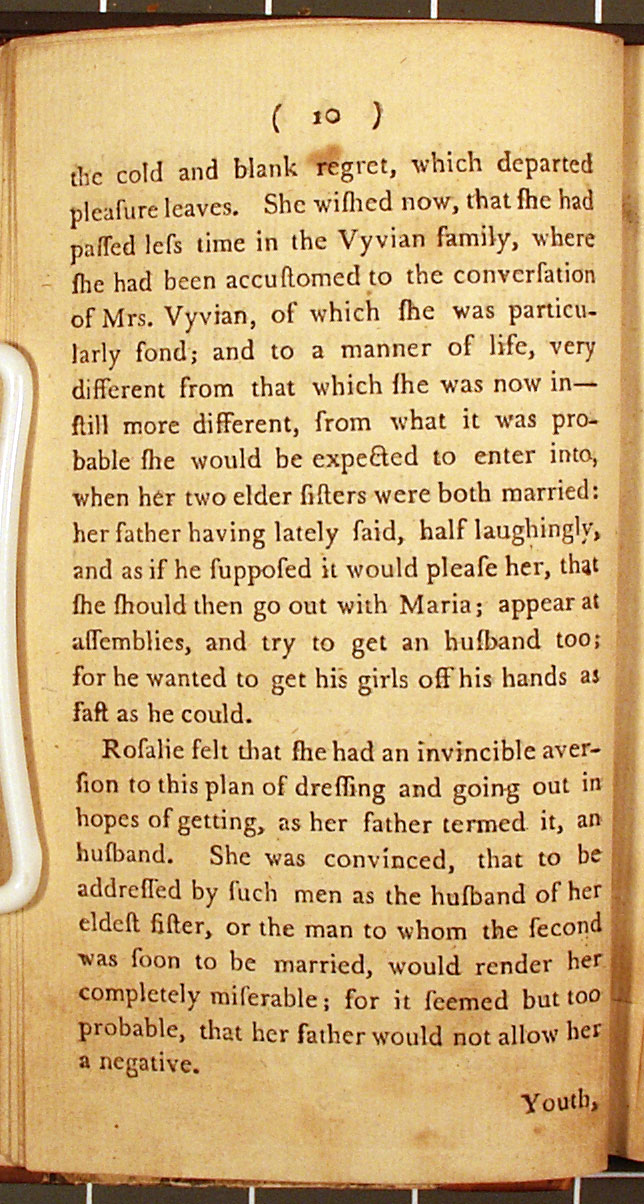 ( 10 )
the cold and blank regret, which departed
pleaſure leaves. She wiſhed now, that ſhe had
paſſed leſs time in the Vyvian family, where
ſhe had been accuſtomed to the converſation
of Mrs. Vyvian, of which ſhe was particu-
larly fond; and to a manner of life, very
different from that which ſhe was now in—
ſtill more different, from what it was pro-
bable ſhe would be expected to enter into,
when her two elder ſiſters were both married:
her father having lately ſaid, half laughingly,
and as if he ſuppoſed it would pleaſe her, that
ſhe ſhould then go out with Maria; appear at
aſſemblies, and try to get an huſband too;
for he wanted to get his girls off his hands as
faſt as he could.
Roſalie felt that ſhe had an invincible aver-
ſion to this plan of dreſſing and going out in
hopes of getting, as her father termed it, an
huſband. She was convinced, that to be
addreſſed by ſuch men as the huſband of her
eldeſt ſiſter, or the man to whom the ſecond
was ſoon to be married, would render her
completely miſerable; for it ſeemed but too
probable, that her father would not allow her
a negative.
Youth,